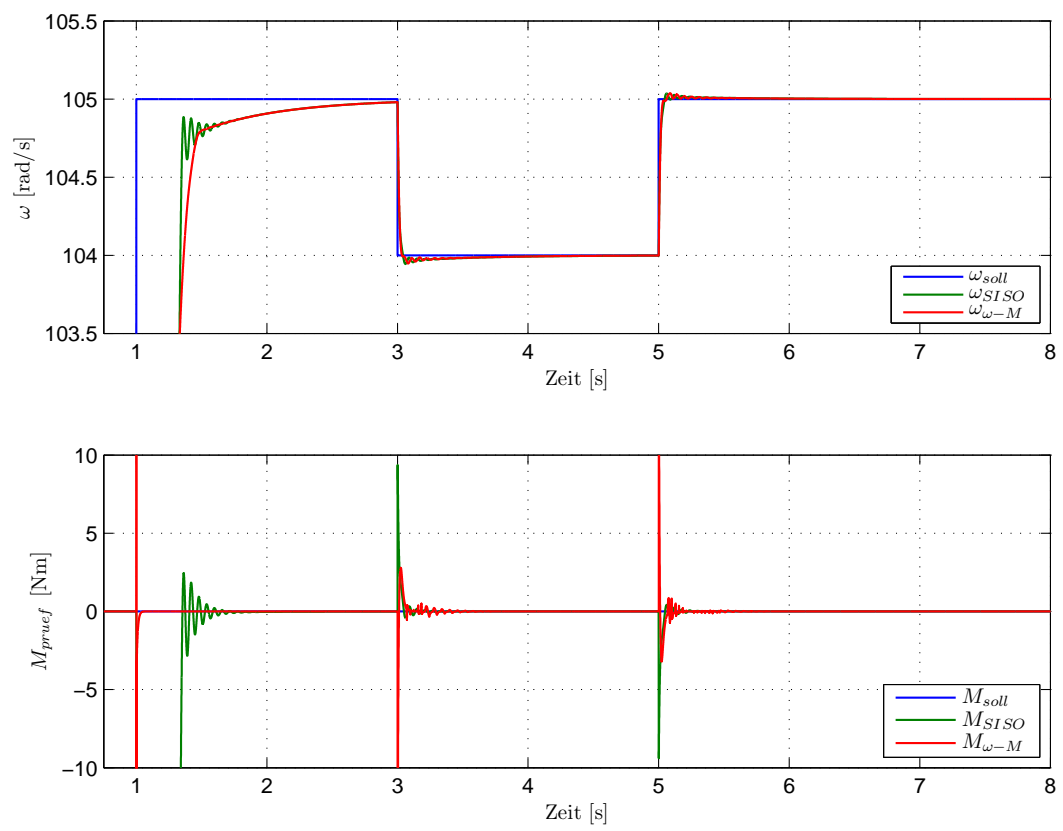 105.5
105
104.5
104
103.5
ω [rad/s]
1 2 3 4 5 6 7 8
Zeit [s]
ω_soll
ω_SISO
ω_ω−M
10
5
0
−5
−10
M_pruef [Nm]
1 2 3 4 5 6 7 8
Zeit [s]
M_soll
M_SISO
M_ω−M